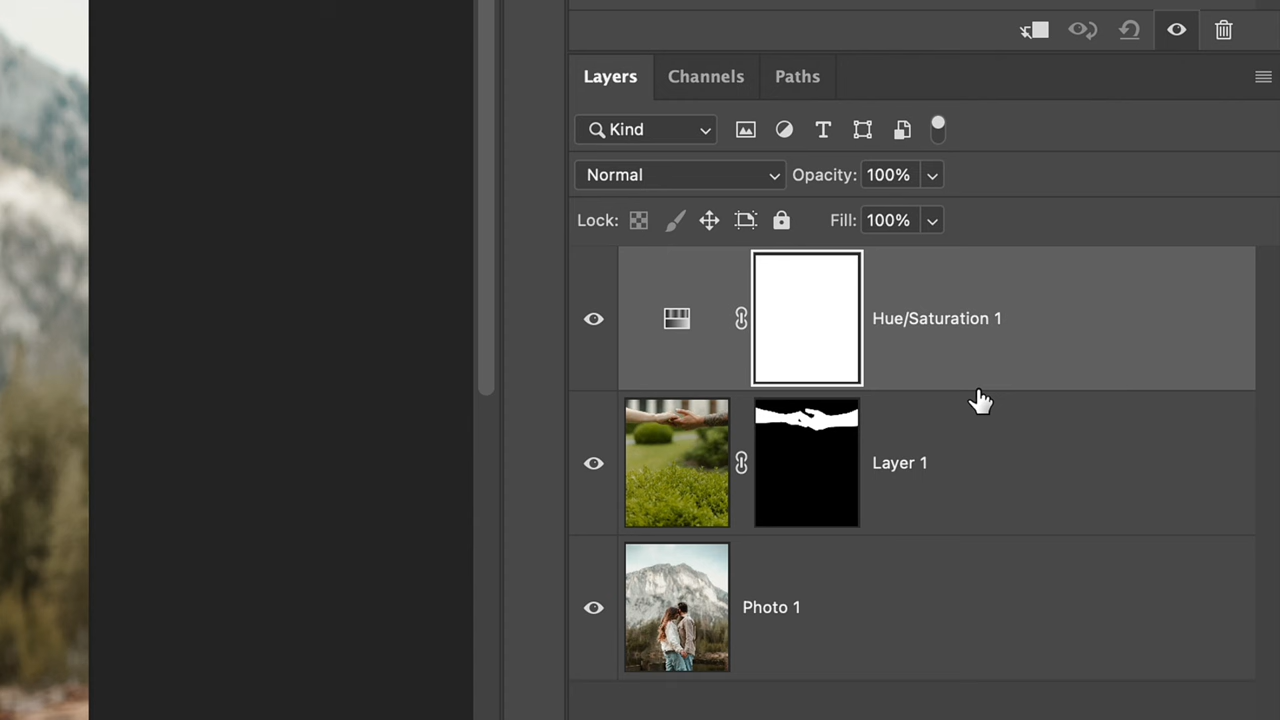 Layers Channels Paths
Kind
Normal Opacity: 100%
Lock: Fill: 100%
Hue/Saturation 1
Layer 1
Photo 1